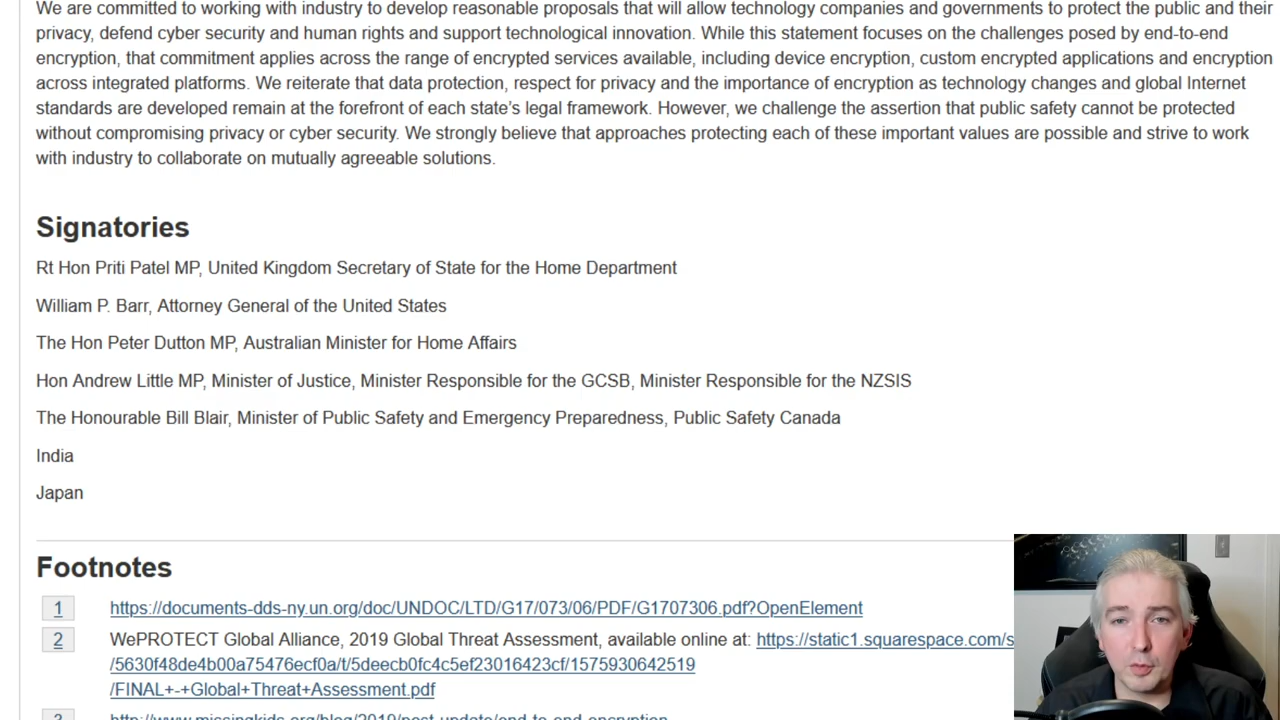 We are committed to working with industry to develop reasonable proposals that will allow technology companies and governments to protect the public and their
privacy, defend cyber security and human rights and support technological innovation. While this statement focuses on the challenges posed by end-to-end
encryption, that commitment applies across the range of encrypted services available, including device encryption, custom encrypted applications and encryption
across integrated platforms. We reiterate that data protection, respect for privacy and the importance of encryption as technology changes and global Internet
standards are developed remain at the forefront of each state's legal framework. However, we challenge the assertion that public safety cannot be protected
without compromising privacy or cyber security. We strongly believe that approaches protecting each of these important values are possible and strive to work
with industry to collaborate on mutually agreeable solutions.
Signatories
Rt Hon Priti Patel MP, United Kingdom Secretary of State for the Home Department
William P. Barr, Attorney General of the United States
The Hon Peter Dutton MP, Australian Minister for Home Affairs
Hon Andrew Little MP, Minister of Justice, Minister Responsible for the GCSB, Minister Responsible for the NZSIS
The Honourable Bill Blair, Minister of Public Safety and Emergency Preparedness, Public Safety Canada
India
Japan
Footnotes
1 https://documents-dds-ny.un.org/doc/UNDOC/LTD/G17/073/06/PDF/G1707306.pdf?OpenElement
2 WePROTECT Global Alliance, 2019 Global Threat Assessment, available online at: https://static1.squarespace.com/s
/5630f48de4b00a75476ecf0a/t/5deecb0fc4c5ef23016423cf/1575930642519
/FINAL+-+Global+Threat+Assessment.pdf
3 http://www.missingkids.org/blog/2019/post-update/end-to-end-encryption